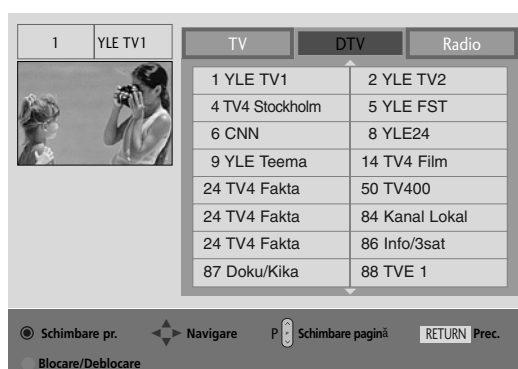 1 YLE TV1
TV DTV Radio
1 YLE TV1 2 YLE TV2
4 TV4 Stockholm 5 YLE FST
6 CNN 8 YLE24
9 YLE Teema 14 TV4 Film
24 TV4 Fakta 50 TV400
24 TV4 Fakta 84 Kanal Lokal
24 TV4 Fakta 86 Info/3sat
87 Doku/Kika 88 TVE 1
Schimbare pr. Navigare P Schimbare pagină RETURN Prec.
Blocare/Deblocare